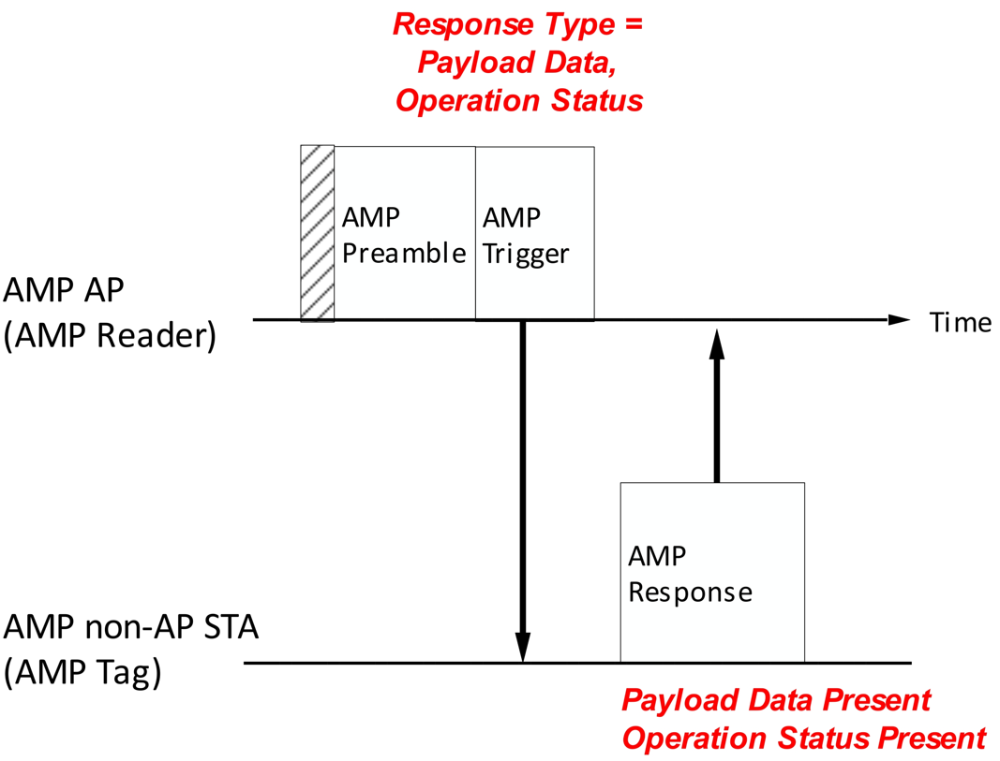 Response Type =
Payload Data,
Operation Status
AMP
Preamble
AMP
Trigger
AMP AP
(AMP Reader)
Time
AMP
Response
AMP non-AP STA
(AMP Tag)
Payload Data Present
Operation Status Present